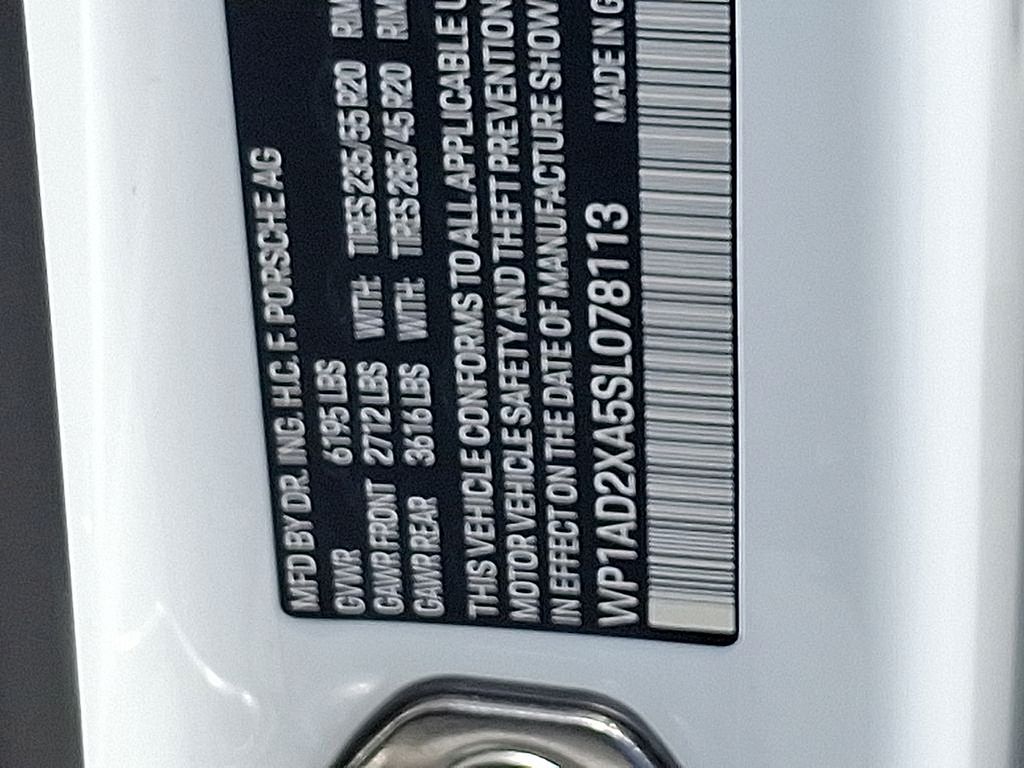 MFD BY DR. ING. H.C. F. PORSCHE AG
GVWR 6195 LBS WITH: TIRES 235/55 R20 RIM
GAWR FRONT 2712 LBS WITH: TIRES 285/45 R20 RIM
GAWR REAR 3616 LBS
THIS VEHICLE CONFORMS TO ALL APPLICABLE U
MOTOR VEHICLE SAFETY AND THEFT PREVENTION
IN EFFECT ON THE DATE OF MANUFACTURE SHOW
WP1AD2XA5SL078113 MADE IN G